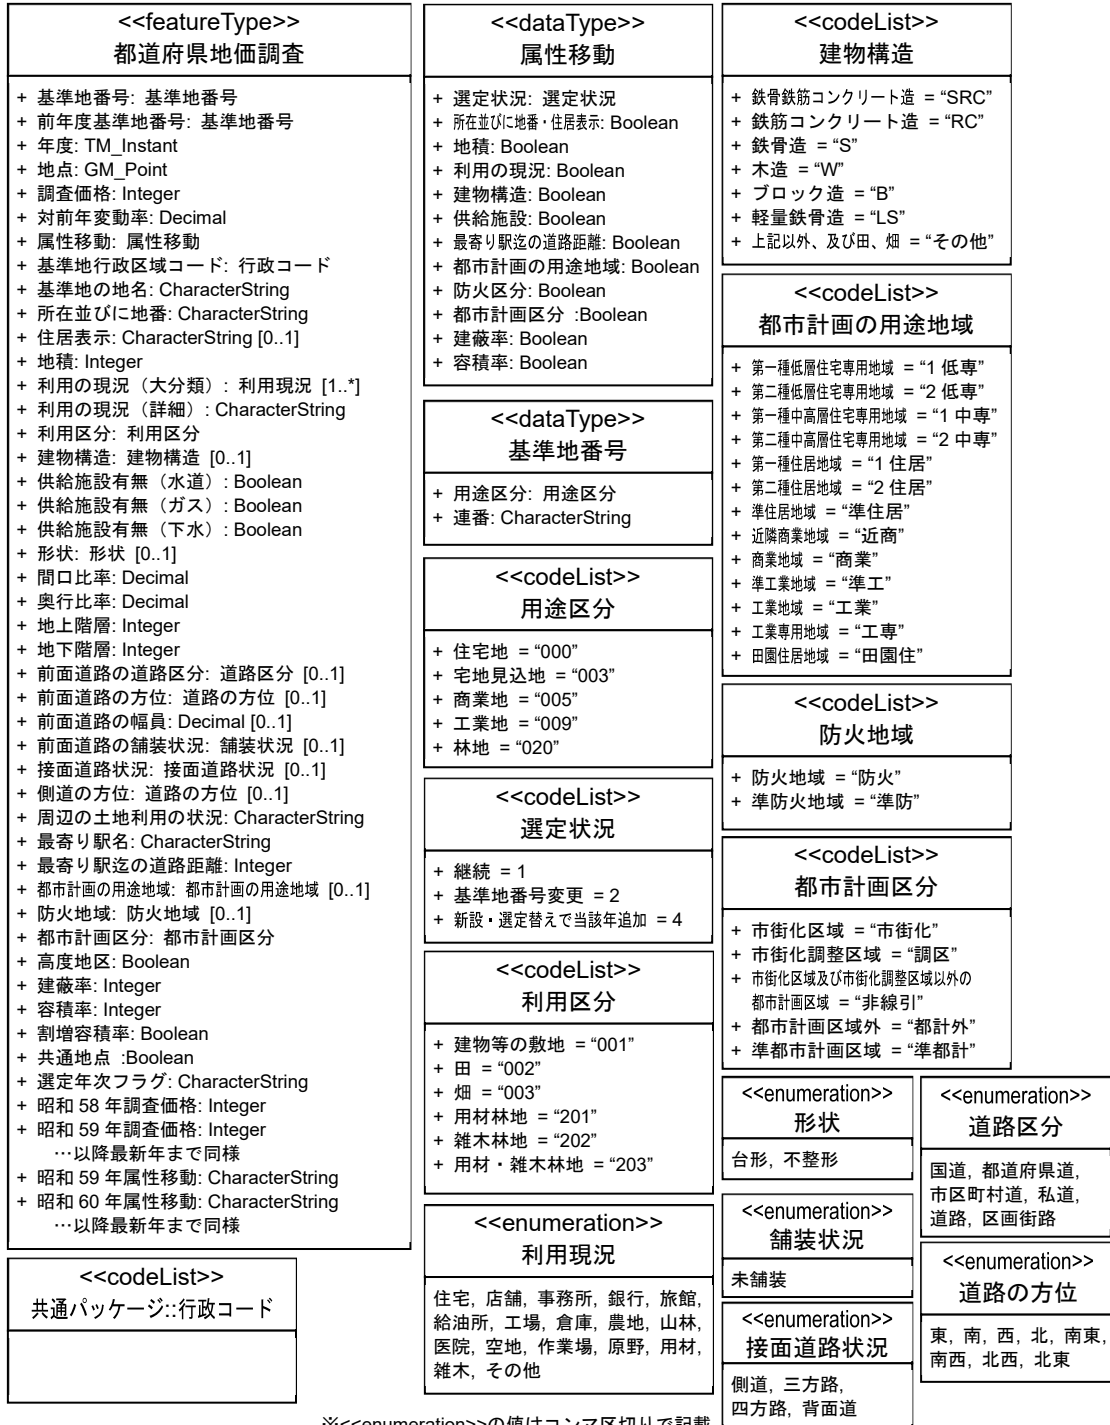 <<featureType>>
都道府県地価調査
+ 基準地番号: 基準地番号
+ 前年度基準地番号: 基準地番号
+ 年度: TM_Instant
+ 地点: GM_Point
+ 調査価格: Integer
+ 対前年変動率: Decimal
+ 属性移動: 属性移動
+ 基準地行政区域コード: 行政コード
+ 基準地の地名: CharacterString
+ 所在並びに地番: CharacterString
+ 住居表示: CharacterString [0..1]
+ 地積: Integer
+ 利用の現況（大分類）: 利用現況 [1..*]
+ 利用の現況（詳細）: CharacterString
+ 利用区分: 利用区分
+ 建物構造: 建物構造 [0..1]
+ 供給施設有無（水道）: Boolean
+ 供給施設有無（ガス）: Boolean
+ 供給施設有無（下水）: Boolean
+ 形状: 形状 [0..1]
+ 間口比率: Decimal
+ 奥行比率: Decimal
+ 地上階層: Integer
+ 地下階層: Integer
+ 前面道路の道路区分: 道路区分 [0..1]
+ 前面道路の方位: 道路の方位 [0..1]
+ 前面道路の幅員: Decimal [0..1]
+ 前面道路の舗装状況: 舗装状況 [0..1]
+ 接面道路状況: 接面道路状況 [0..1]
+ 側道の方位: 道路の方位 [0..1]
+ 周辺の土地利用の状況: CharacterString
+ 最寄り駅名: CharacterString
+ 最寄り駅迄の道路距離: Integer
+ 都市計画の用途地域: 都市計画の用途地域 [0..1]
+ 防火地域: 防火地域 [0..1]
+ 都市計画区分: 都市計画区分
+ 高度地区: Boolean
+ 建蔽率: Integer
+ 容積率: Integer
+ 割増容積率: Boolean
+ 共通地点 :Boolean
+ 選定年次フラグ: CharacterString
+ 昭和 58 年調査価格: Integer
+ 昭和 59 年調査価格: Integer
…以降最新年まで同様
+ 昭和 59 年属性移動: CharacterString
+ 昭和 60 年属性移動: CharacterString
…以降最新年まで同様
<<codeList>>
共通パッケージ::行政コード
<<dataType>>
属性移動
+ 選定状況: 選定状況
+ 所在並びに地番・住居表示: Boolean
+ 地積: Boolean
+ 利用の現況: Boolean
+ 建物構造: Boolean
+ 供給施設: Boolean
+ 最寄り駅迄の道路距離: Boolean
+ 都市計画の用途地域: Boolean
+ 防火区分: Boolean
+ 都市計画区分 :Boolean
+ 建蔽率: Boolean
+ 容積率: Boolean
<<dataType>>
基準地番号
+ 用途区分: 用途区分
+ 連番: CharacterString
<<codeList>>
用途区分
+ 住宅地 = “000”
+ 宅地見込地 = “003”
+ 商業地 = “005”
+ 工業地 = “009”
+ 林地 = “020”
<<codeList>>
選定状況
+ 継続 = 1
+ 基準地番号変更 = 2
+ 新設・選定替えで当該年追加 = 4
<<codeList>>
利用区分
+ 建物等の敷地 = “001”
+ 田 = “002”
+ 畑 = “003”
+ 用材林地 = “201”
+ 雑木林地 = “202”
+ 用材・雑木林地 = “203”
<<enumeration>>
利用現況
住宅, 店舗, 事務所, 銀行, 旅館,
給油所, 工場, 倉庫, 農地, 山林,
医院, 空地, 作業場, 原野, 用材,
雑木, その他
<<codeList>>
建物構造
+ 鉄骨鉄筋コンクリート造 = “SRC”
+ 鉄筋コンクリート造 = “RC”
+ 鉄骨造 = “S”
+ 木造 = “W”
+ ブロック造 = “B”
+ 軽量鉄骨造 = “LS”
+ 上記以外、及び田、畑 = “その他”
<<codeList>>
都市計画の用途地域
+ 第一種低層住宅専用地域 = “1 低専”
+ 第二種低層住宅専用地域 = “2 低専”
+ 第一種中高層住宅専用地域 = “1 中専”
+ 第二種中高層住宅専用地域 = “2 中専”
+ 第一種住居地域 = “1 住居”
+ 第二種住居地域 = “2 住居”
+ 準住居地域 = “準住居”
+ 近隣商業地域 = “近商”
+ 商業地域 = “商業”
+ 準工業地域 = “準工”
+ 工業地域 = “工業”
+ 工業専用地域 = “工専”
+ 田園住居地域 = “田園住”
<<codeList>>
防火地域
+ 防火地域 = “防火”
+ 準防火地域 = “準防”
<<codeList>>
都市計画区分
+ 市街化区域 = “市街化”
+ 市街化調整区域 = “調区”
+ 市街化区域及び市街化調整区域以外の
都市計画区域 = “非線引”
+ 都市計画区域外 = “都計外”
+ 準都市計画区域 = “準都計”
<<enumeration>>
形状
台形, 不整形
<<enumeration>>
舗装状況
未舗装
<<enumeration>>
接面道路状況
側道, 三方路,
四方路, 背面道
<<enumeration>>
道路区分
国道, 都道府県道,
市区町村道, 私道,
道路, 区画街路
<<enumeration>>
道路の方位
東, 南, 西, 北, 南東,
南西, 北西, 北東
※<<enumeration>>の値はコンマ区切りで記載